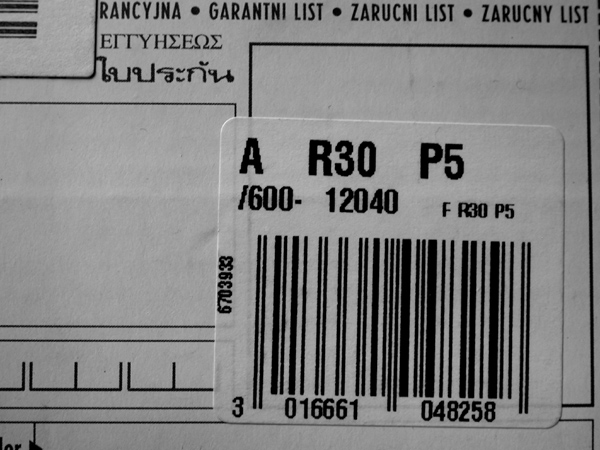 RANCYJNA • GARANTNI LIST • ZARUCNI LIST • ZARUCNY LIST
ΕΓΓΥΗΣΕΩΣ
ใบประกัน
A R30 P5
/600- 12040 F R30 P5
6703933
3 016661 048258